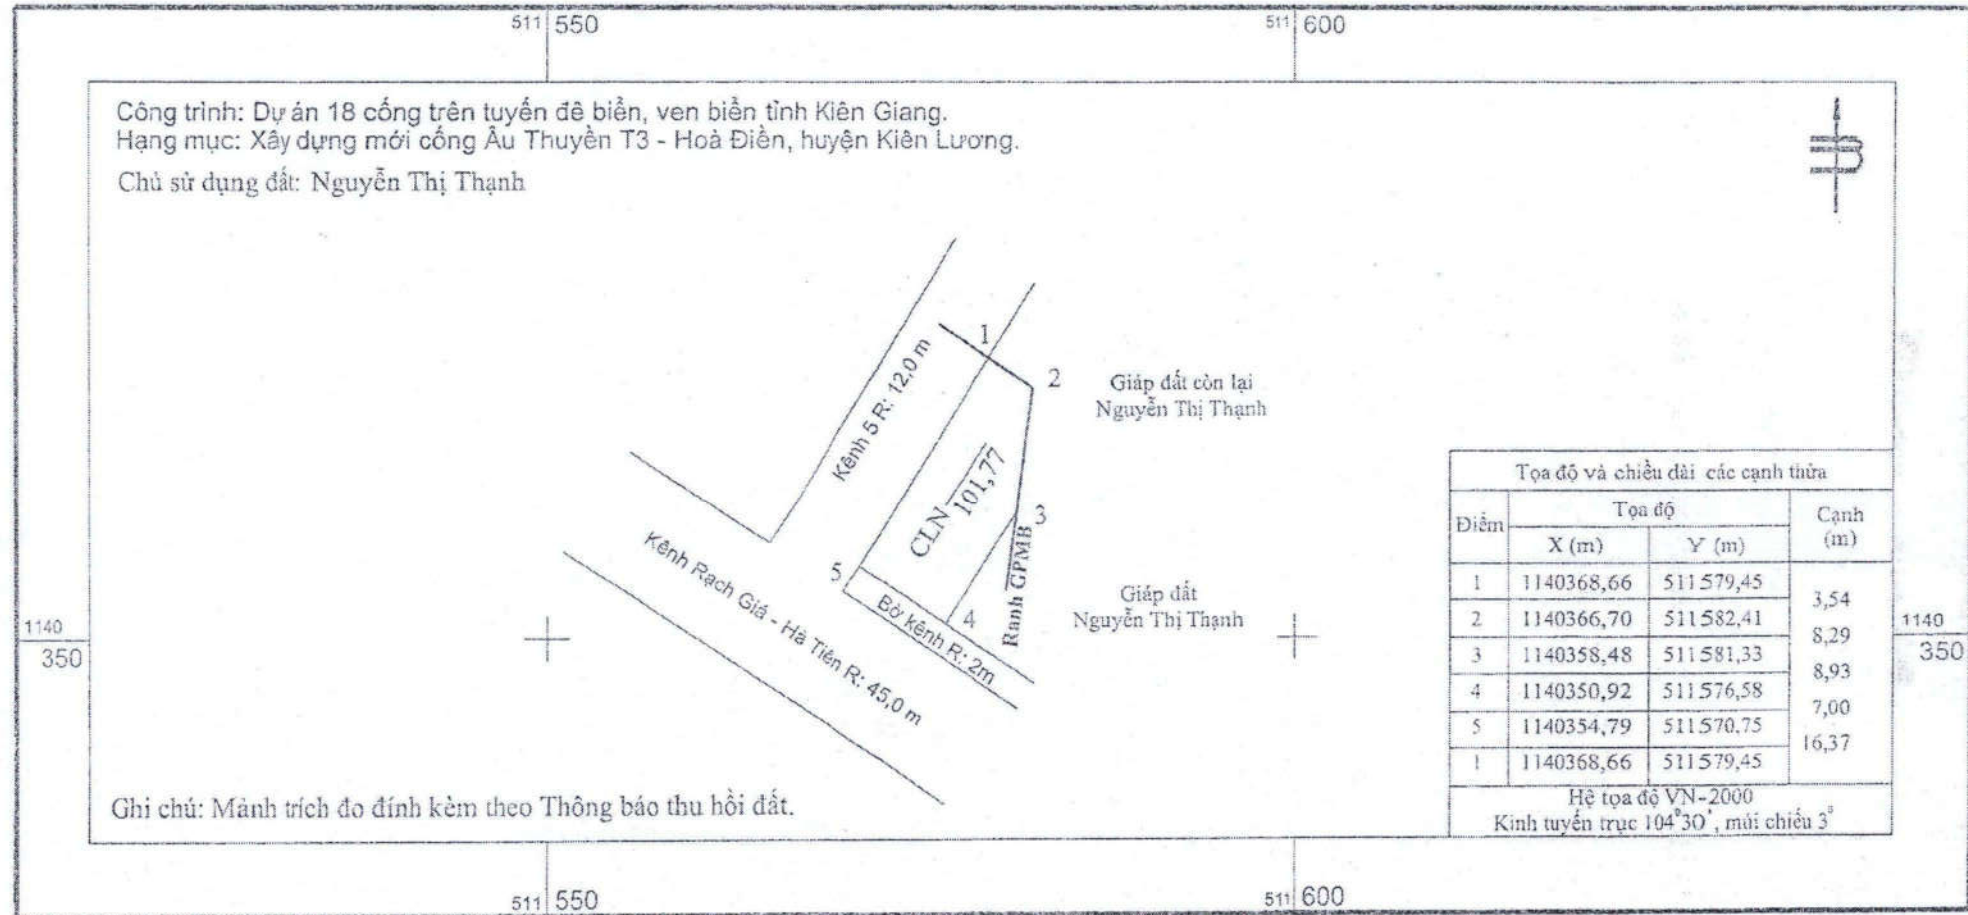 511 550
511 600
Công trình: Dự án 18 cống trên tuyến đê biển, ven biển tỉnh Kiên Giang.
Hạng mục: Xây dựng mới cống Âu Thuyền T3 - Hoà Điền, huyện Kiên Lương.
Chủ sử dụng đất: Nguyễn Thị Thạnh
B
1
2
Kênh 5 R: 12,0 m
Giáp đất còn lại
Nguyễn Thị Thạnh
CLN 101,77
3
Ranh GPMB
5
4
Kênh Rạch Giá - Hà Tiên R: 45,0 m
Bờ kênh R: 2m
Giáp đất
Nguyễn Thị Thạnh
1140
350
1140
350
Tọa độ và chiều dài các cạnh thửa
Điểm Tọa độ Cạnh
X (m) Y (m) (m)
1 1140368,66 511579,45
3,54
2 1140366,70 511582,41
8,29
3 1140358,48 511581,33
8,93
4 1140350,92 511576,58
7,00
5 1140354,79 511570,75
16,37
1 1140368,66 511579,45
Hệ tọa độ VN-2000
Kinh tuyến trục 104°30', múi chiếu 3°
Ghi chú: Mảnh trích đo đính kèm theo Thông báo thu hồi đất.
511 550
511 600